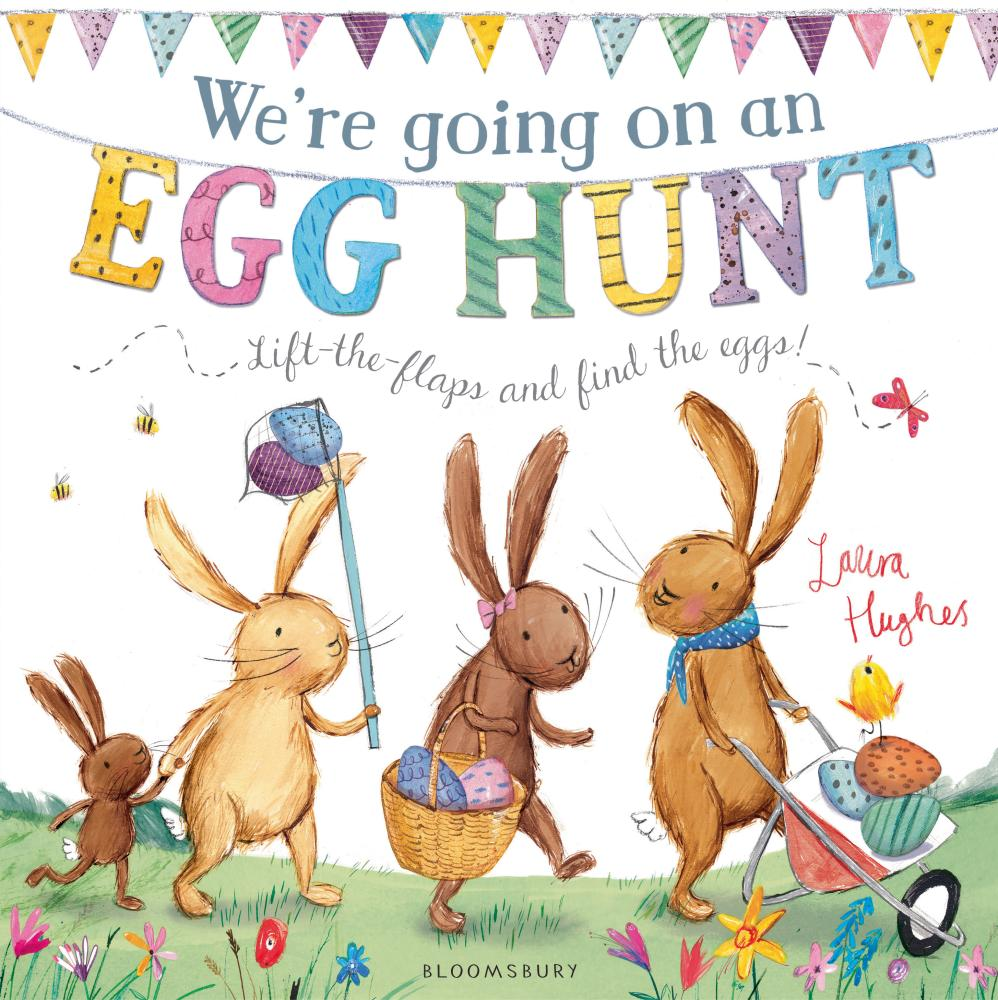 We're going on an
EGG HUNT
Lift-the-flaps and find the eggs!
Laura
Hughes
BLOOMSBURY